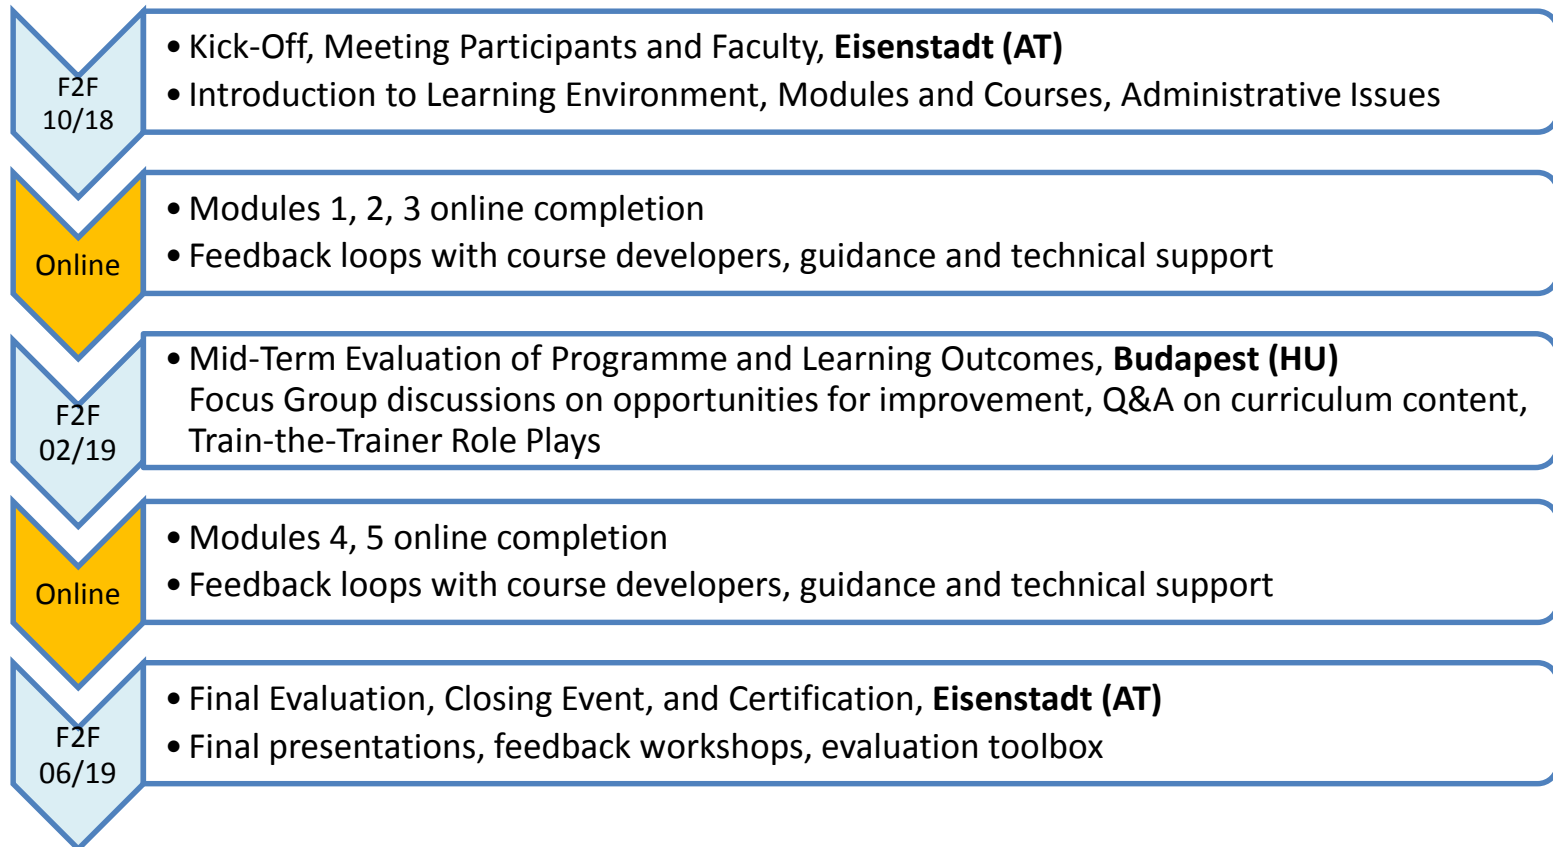 F2F
10/18
• Kick-Off, Meeting Participants and Faculty, Eisenstadt (AT)
• Introduction to Learning Environment, Modules and Courses, Administrative Issues
Online
• Modules 1, 2, 3 online completion
• Feedback loops with course developers, guidance and technical support
F2F
02/19
• Mid-Term Evaluation of Programme and Learning Outcomes, Budapest (HU)
Focus Group discussions on opportunities for improvement, Q&A on curriculum content,
Train-the-Trainer Role Plays
Online
• Modules 4, 5 online completion
• Feedback loops with course developers, guidance and technical support
F2F
06/19
• Final Evaluation, Closing Event, and Certification, Eisenstadt (AT)
• Final presentations, feedback workshops, evaluation toolbox